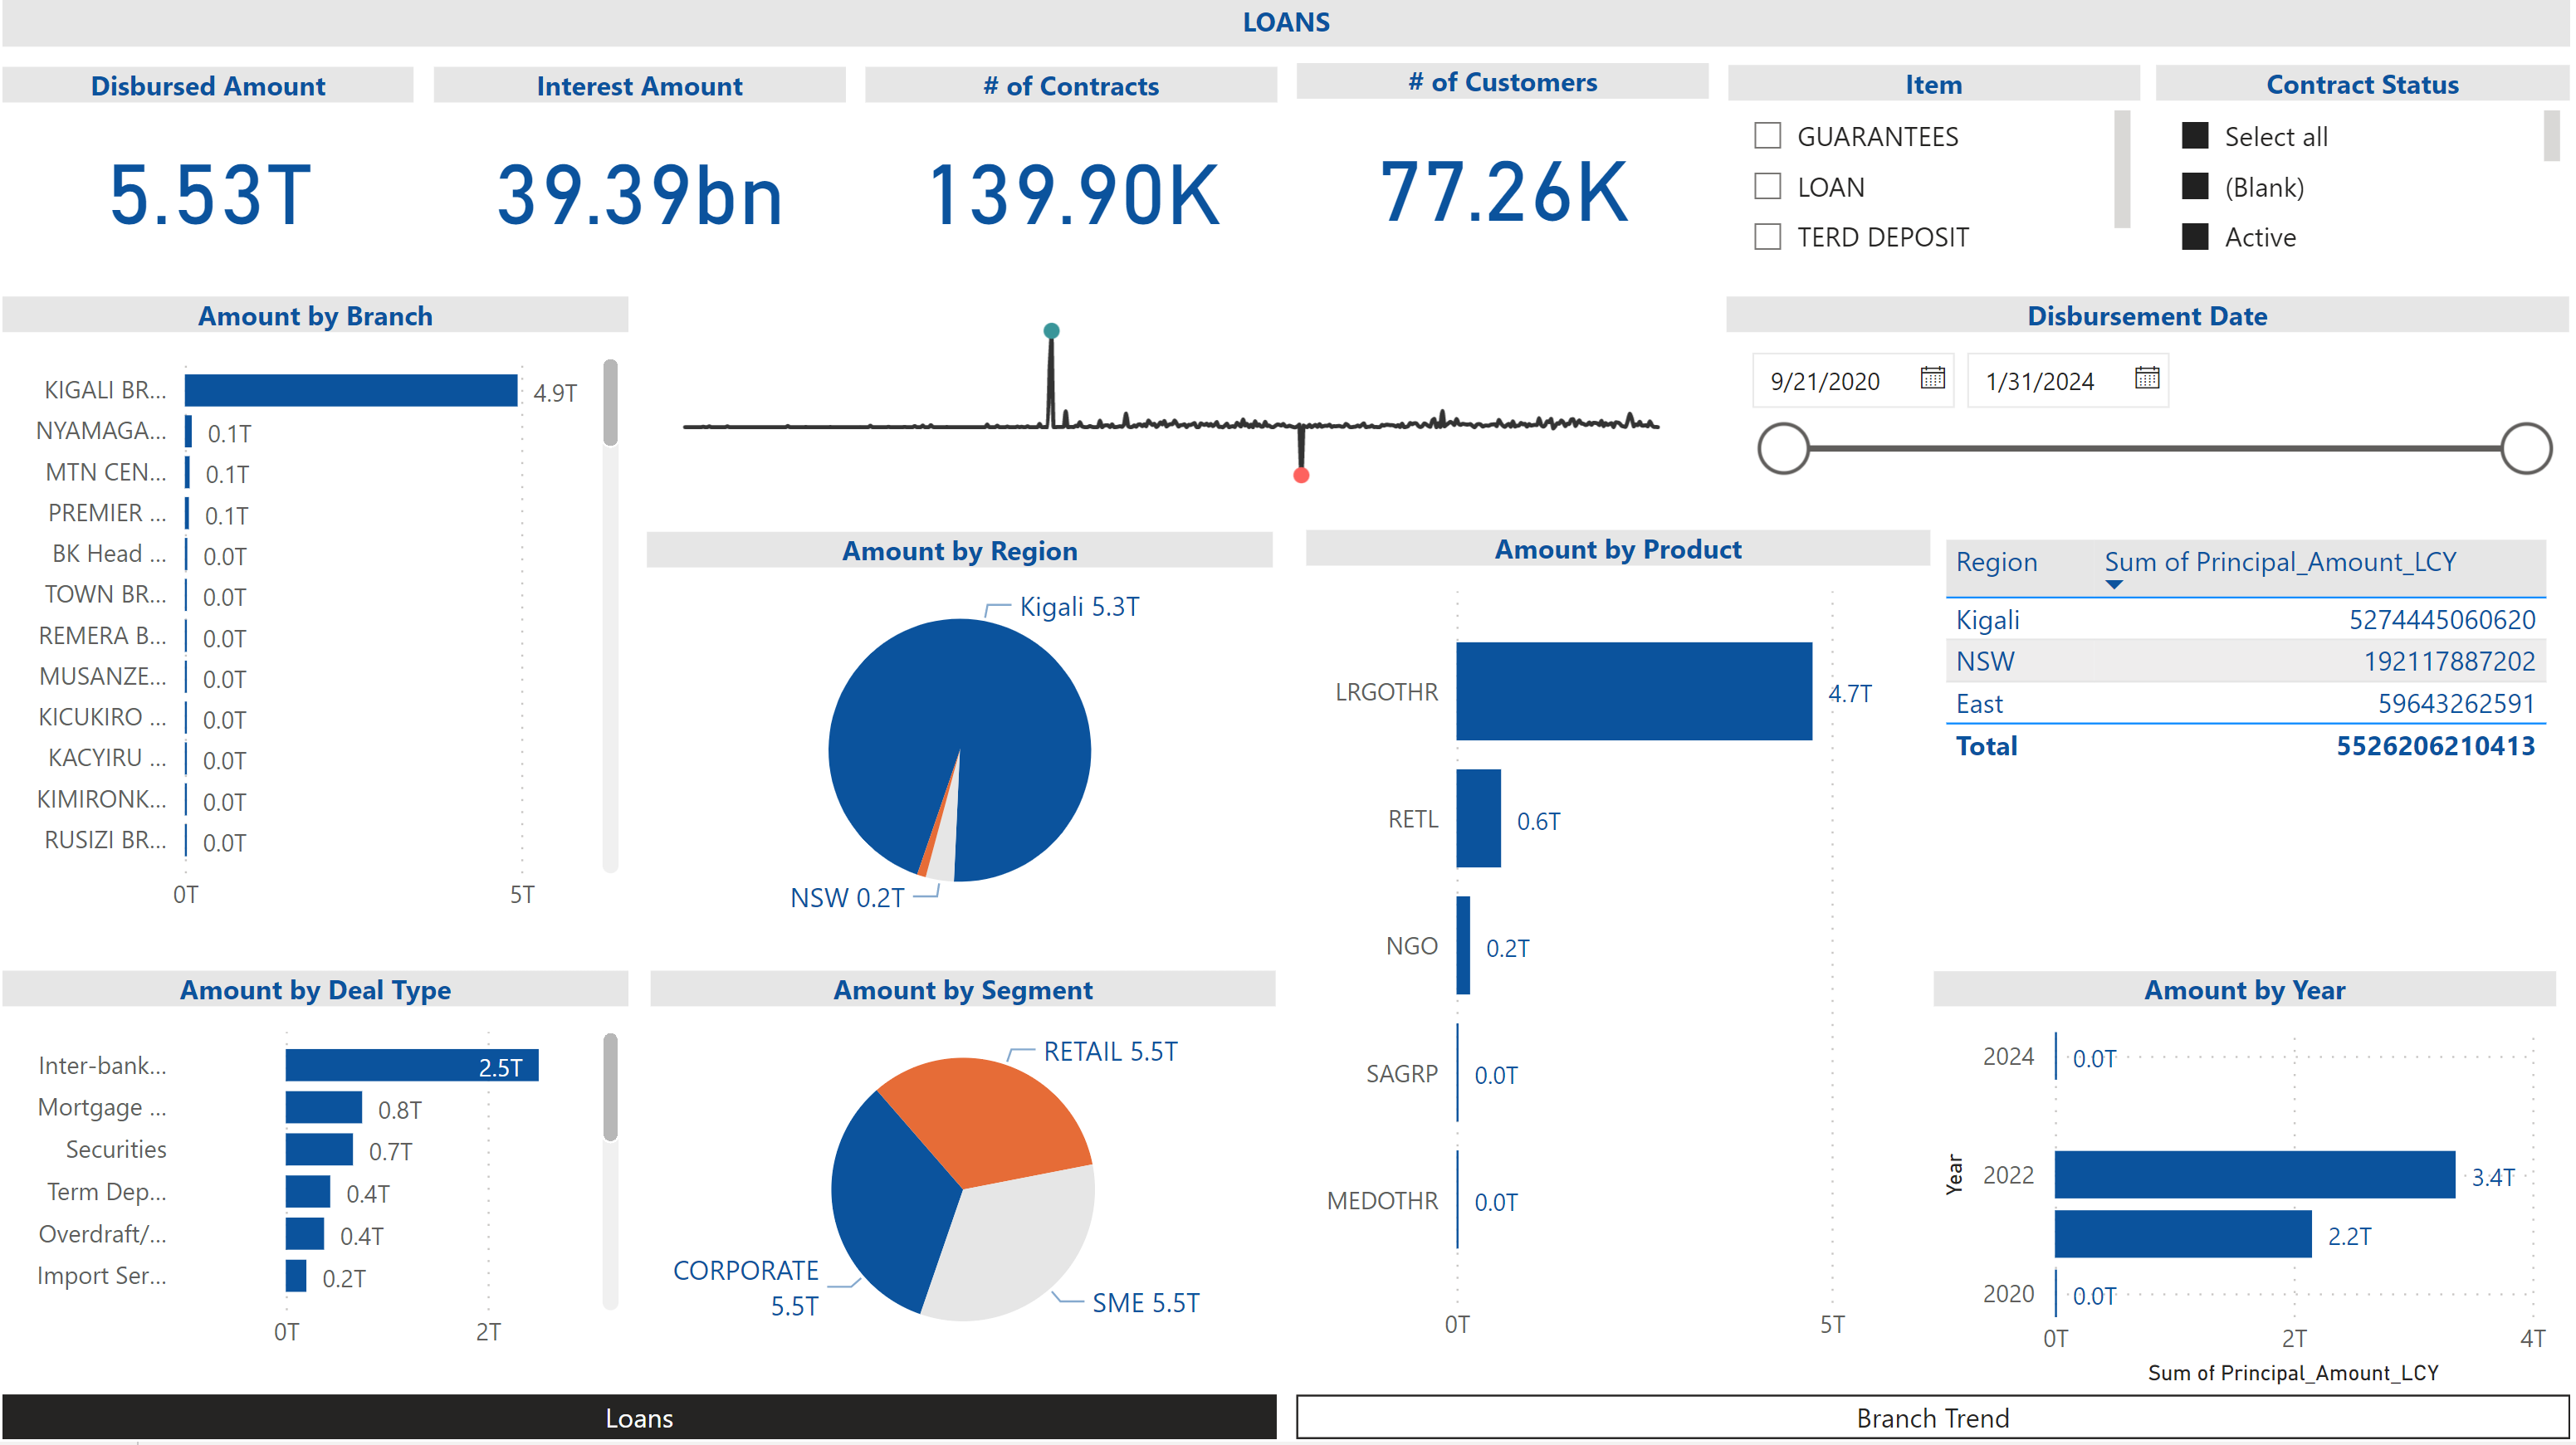 LOANS
Disbursed Amount
5.53T
Interest Amount
39.39bn
# of Contracts
139.90K
# of Customers
77.26K
Item
GUARANTEES
LOAN
TERD DEPOSIT
Contract Status
Select all
(Blank)
Active
Amount by Branch
KIGALI BR... 4.9T
NYAMAGA... 0.1T
MTN CEN... 0.1T
PREMIER ... 0.1T
BK Head ... 0.0T
TOWN BR... 0.0T
REMERA B... 0.0T
MUSANZE... 0.0T
KICUKIRO ... 0.0T
KACYIRU ... 0.0T
KIMIRONK... 0.0T
RUSIZI BR... 0.0T
0T 5T
Disbursement Date
9/21/2020 1/31/2024
Amount by Region
Kigali 5.3T
NSW 0.2T
Amount by Product
LRGOTHR 4.7T
RETL 0.6T
NGO 0.2T
SAGRP 0.0T
MEDOTHR 0.0T
0T 5T
Region Sum of Principal_Amount_LCY
Kigali 5274445060620
NSW 192117887202
East 59643262591
Total 5526206210413
Amount by Deal Type
Inter-bank... 2.5T
Mortgage ... 0.8T
Securities 0.7T
Term Dep... 0.4T
Overdraft/... 0.4T
Import Ser... 0.2T
0T 2T
Amount by Segment
RETAIL 5.5T
CORPORATE
5.5T
SME 5.5T
Amount by Year
Year
2024 0.0T
2022 3.4T
2.2T
2020 0.0T
0T 2T 4T
Sum of Principal_Amount_LCY
Loans
Branch Trend